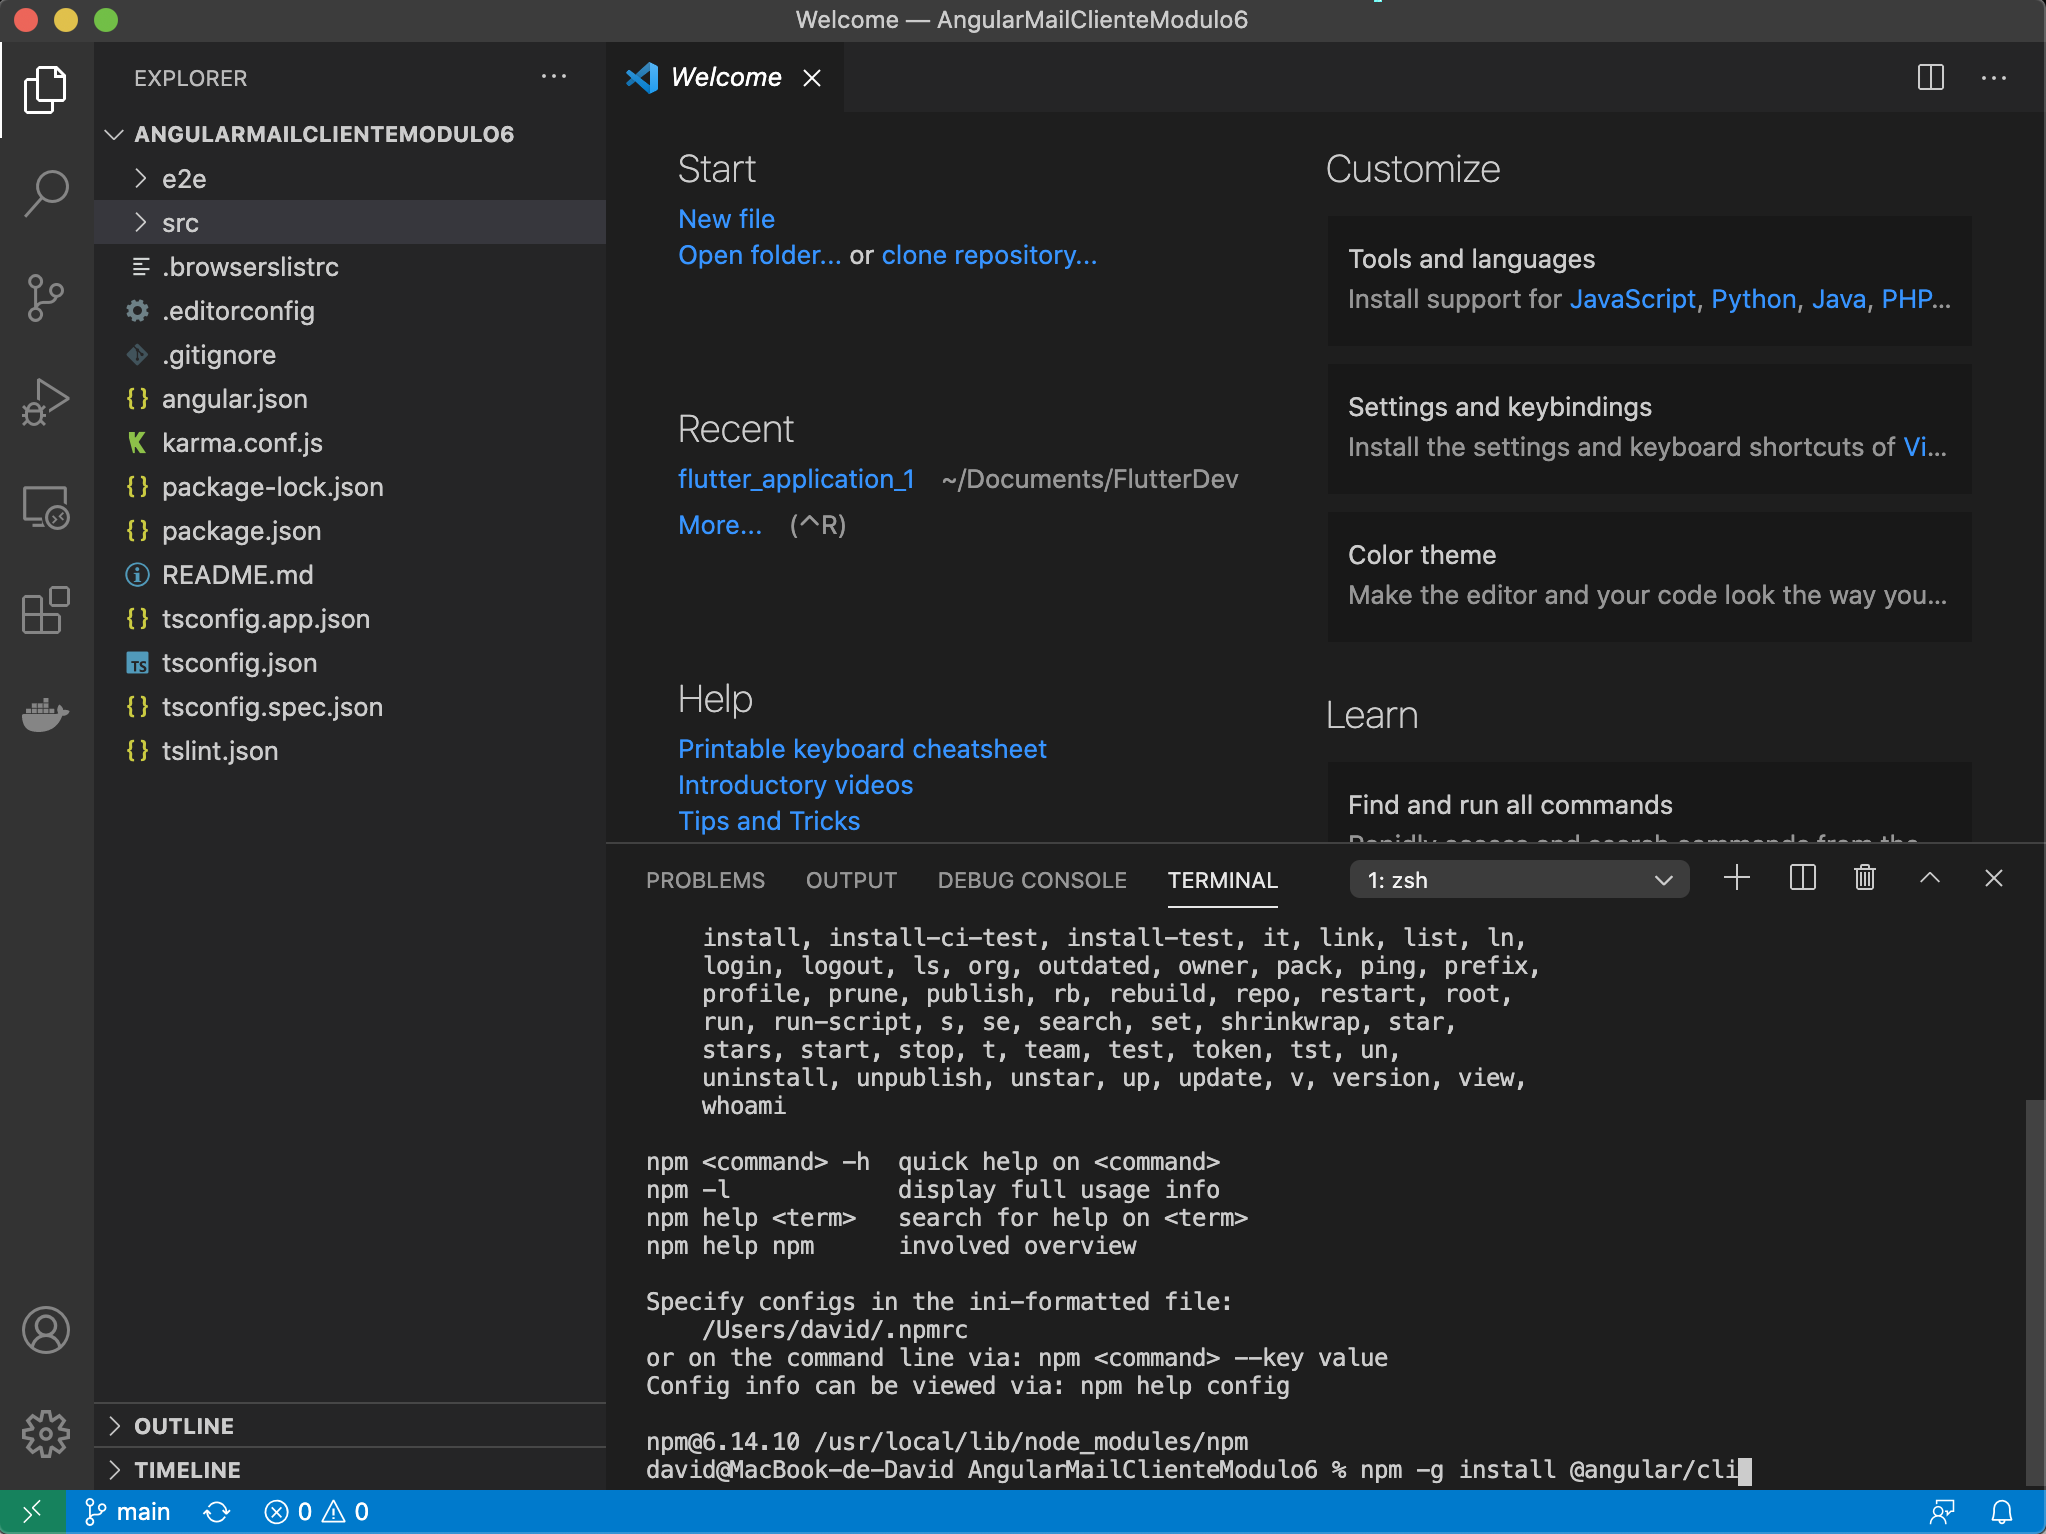 Welcome — AngularMailClienteModulo6
EXPLORER
ANGULARMAILCLIENTEMODULO6
e2e
src
.browserslistrc
.editorconfig
.gitignore
angular.json
karma.conf.js
package-lock.json
package.json
README.md
tsconfig.app.json
TS tsconfig.json
tsconfig.spec.json
tslint.json
OUTLINE
TIMELINE
Welcome
Start
New file
Open folder... or clone repository...
Recent
flutter_application_1 ~/Documents/FlutterDev
More... (^R)
Help
Printable keyboard cheatsheet
Introductory videos
Tips and Tricks
Customize
Tools and languages
Install support for JavaScript, Python, Java, PHP...
Settings and keybindings
Install the settings and keyboard shortcuts of Vi...
Color theme
Make the editor and your code look the way you...
Learn
Find and run all commands
Rapidly access and search commands from the
PROBLEMS OUTPUT DEBUG CONSOLE TERMINAL 1: zsh
install, install-ci-test, install-test, it, link, list, ln,
login, logout, ls, org, outdated, owner, pack, ping, prefix,
profile, prune, publish, rb, rebuild, repo, restart, root,
run, run-script, s, se, search, set, shrinkwrap, star,
stars, start, stop, t, team, test, token, tst, un,
uninstall, unpublish, unstar, up, update, v, version, view,
whoami
npm <command> -h quick help on <command>
npm -l display full usage info
npm help <term> search for help on <term>
npm help npm involved overview
Specify configs in the ini-formatted file:
/Users/david/.npmrc
or on the command line via: npm <command> --key value
Config info can be viewed via: npm help config
npm@6.14.10 /usr/local/lib/node_modules/npm
david@MacBook-de-David AngularMailClienteModulo6 % npm -g install @angular/cli
main 0 0